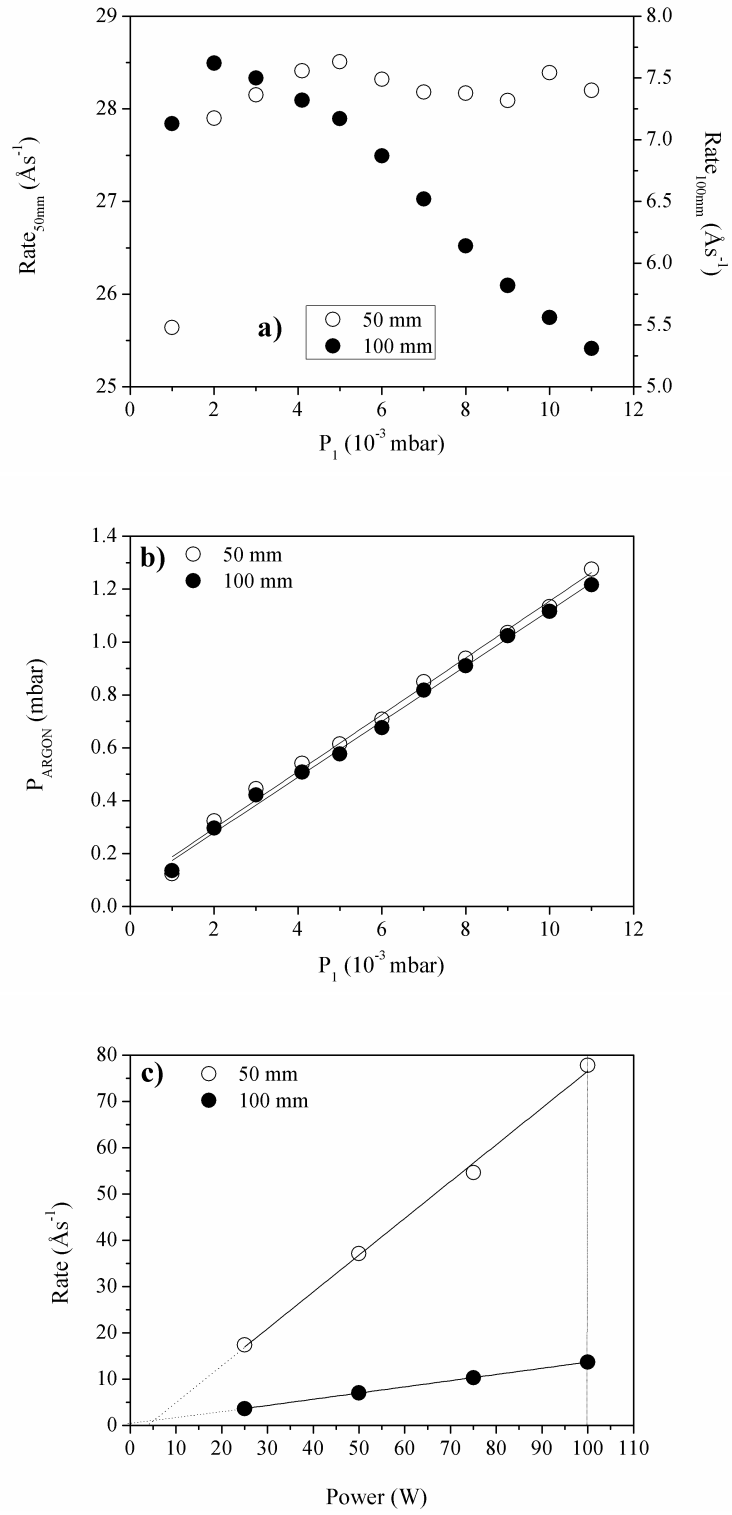 29
28
27
26
25
8.0
7.5
7.0
6.5
6.0
5.5
5.0
Rate50mm (Ås-1)
Rate100mm (Ås-1)
a)
50 mm
100 mm
0 2 4 6 8 10 12
P1 (10-3 mbar)
1.4
1.2
1.0
0.8
0.6
0.4
0.2
0.0
PARGON (mbar)
b)
50 mm
100 mm
0 2 4 6 8 10 12
P1 (10-3 mbar)
80
70
60
50
40
30
20
10
0
Rate (Ås-1)
c)
50 mm
100 mm
0 10 20 30 40 50 60 70 80 90 100 110
Power (W)